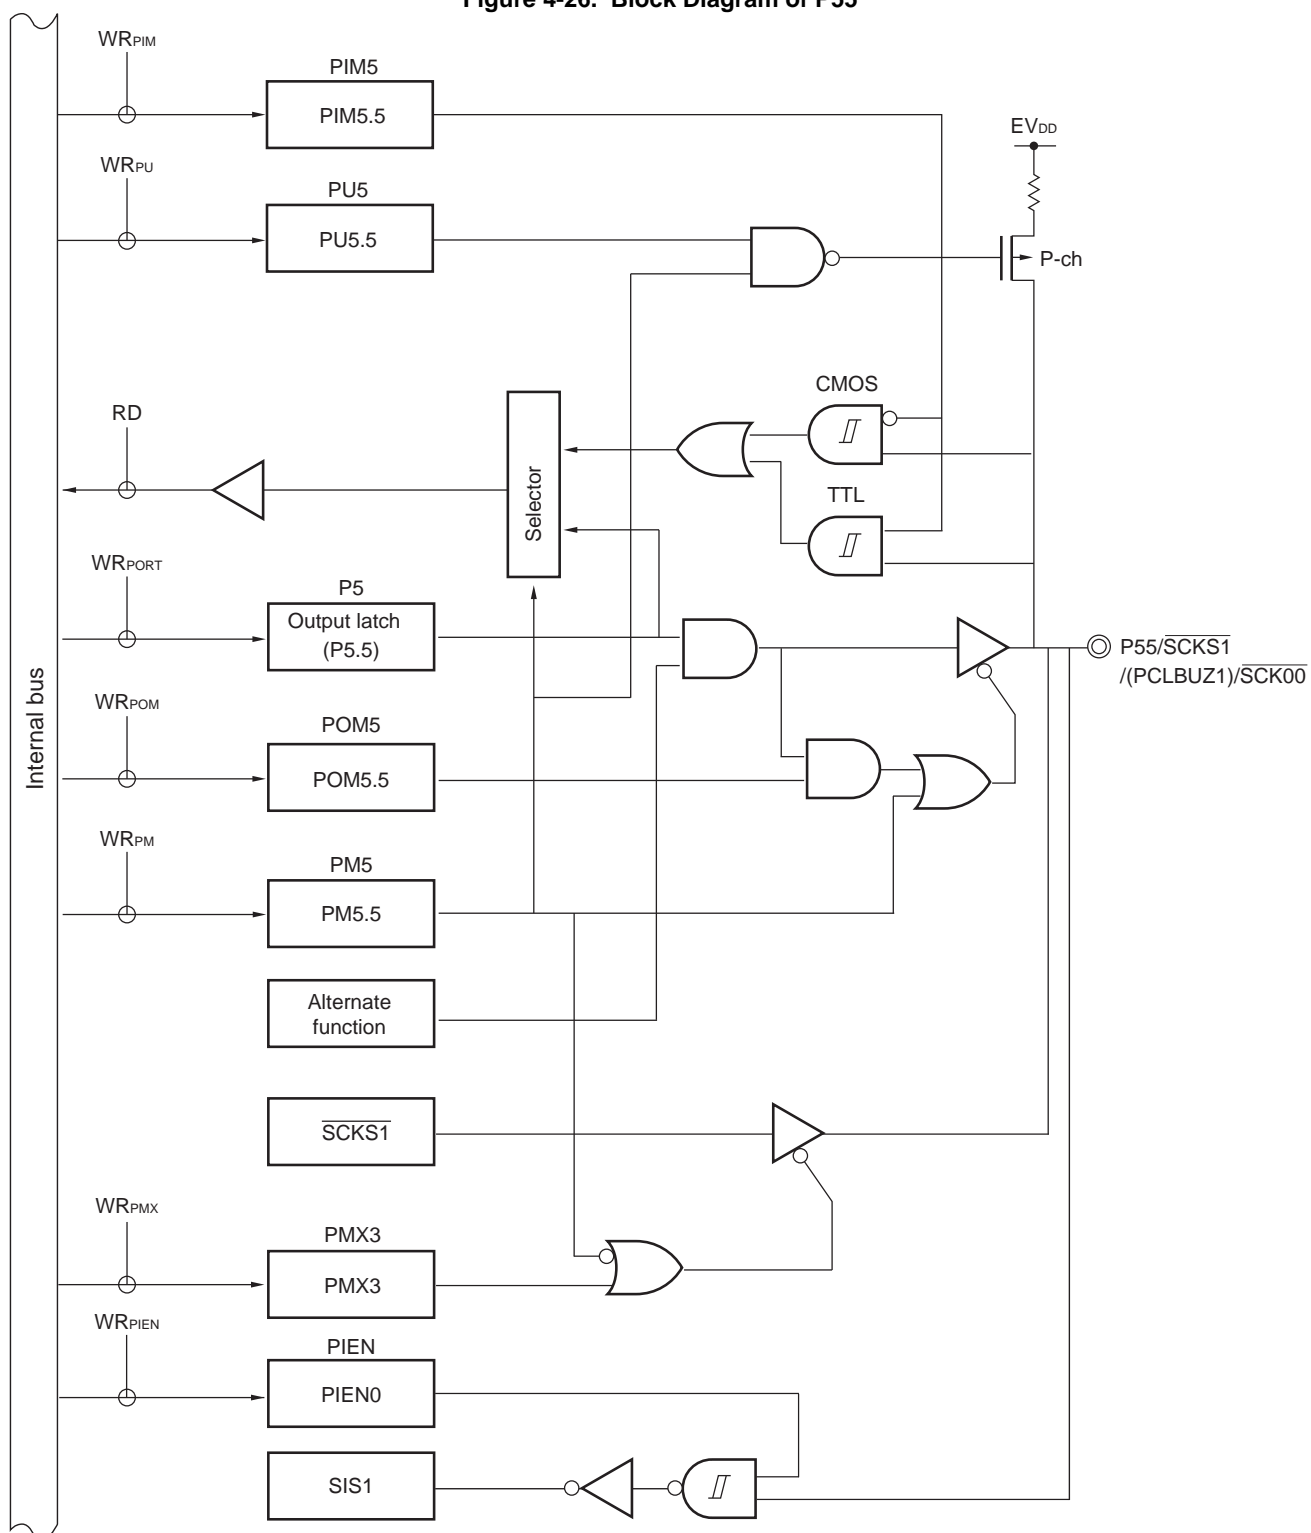 Figure 4-26. Block Diagram of P55
WRPIM
PIM5
PIM5.5
EVDD
WRPU
PU5
PU5.5
P-ch
CMOS
RD
Selector
TTL
WRPORT
P5
Output latch
(P5.5)
P55/SCKS1
/(PCLBUZ1)/SCK00
WRPOM
POM5
POM5.5
Internal bus
WRPM
PM5
PM5.5
Alternate
function
SCKS1
WRPMX
PMX3
PMX3
WRPIEN
PIEN
PIEN0
SIS1